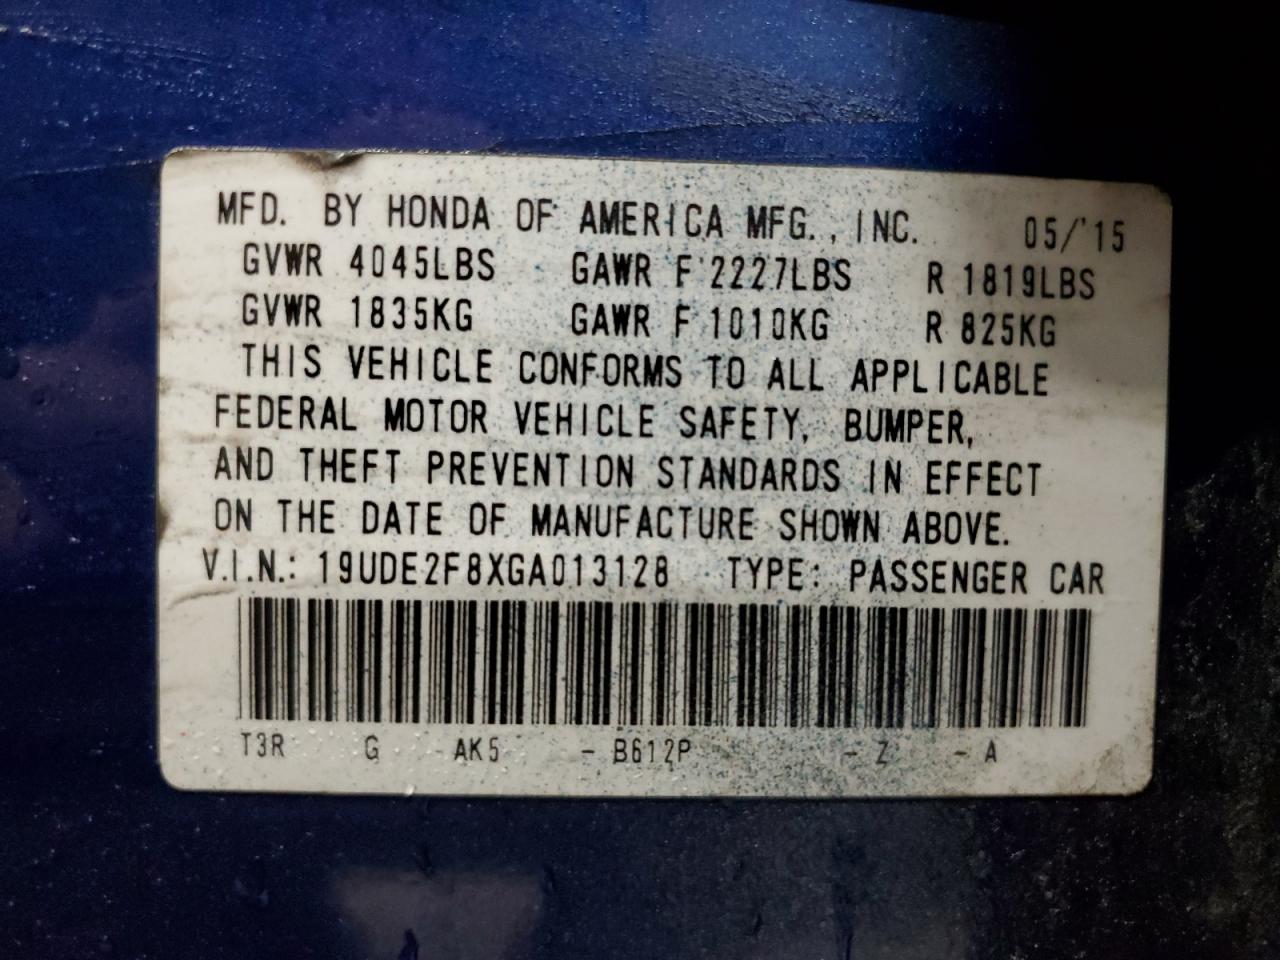 MFD. BY HONDA OF AMERICA MFG., INC. 05/'15
GVWR 4045LBS GAWR F 2227LBS R 1819LBS
GVWR 1835KG GAWR F 1010KG R 825KG
THIS VEHICLE CONFORMS TO ALL APPLICABLE
FEDERAL MOTOR VEHICLE SAFETY, BUMPER,
AND THEFT PREVENTION STANDARDS IN EFFECT
ON THE DATE OF MANUFACTURE SHOWN ABOVE.
V.I.N.: 19UDE2F8XGA013128 TYPE: PASSENGER CAR
T3R G AK5 - B612P - Z - A